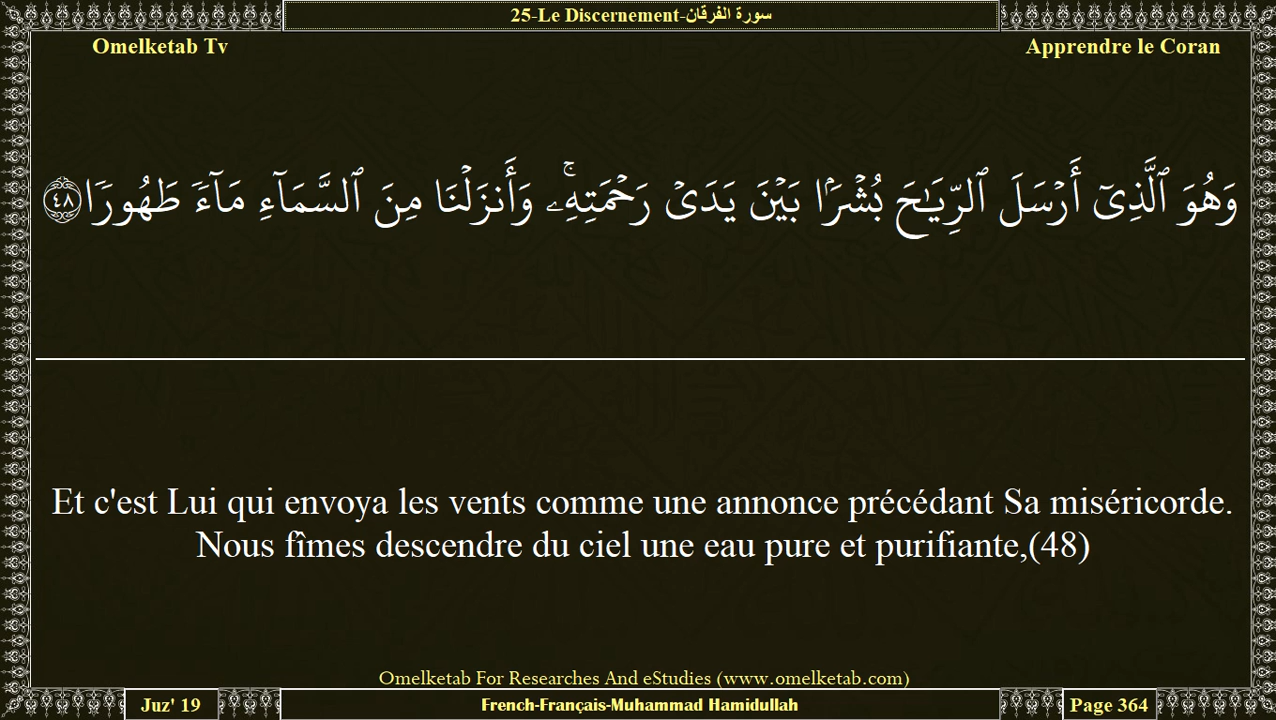 25-Le Discernement-سورة الفرقان
Omelketab Tv
Apprendre le Coran
وَهُوَ ٱلَّذِىٓ أَرْسَلَ ٱلرِّيَـٰحَ بُشْرًۢا بَيْنَ يَدَىْ رَحْمَتِهِۦ ۚ وَأَنزَلْنَا مِنَ ٱلسَّمَآءِ مَآءً طَهُورًا ٤٨
Et c'est Lui qui envoya les vents comme une annonce précédant Sa miséricorde.
Nous fîmes descendre du ciel une eau pure et purifiante,(48)
Omelketab For Researches And eStudies (www.omelketab.com)
Juz' 19
French-Français-Muhammad Hamidullah
Page 364